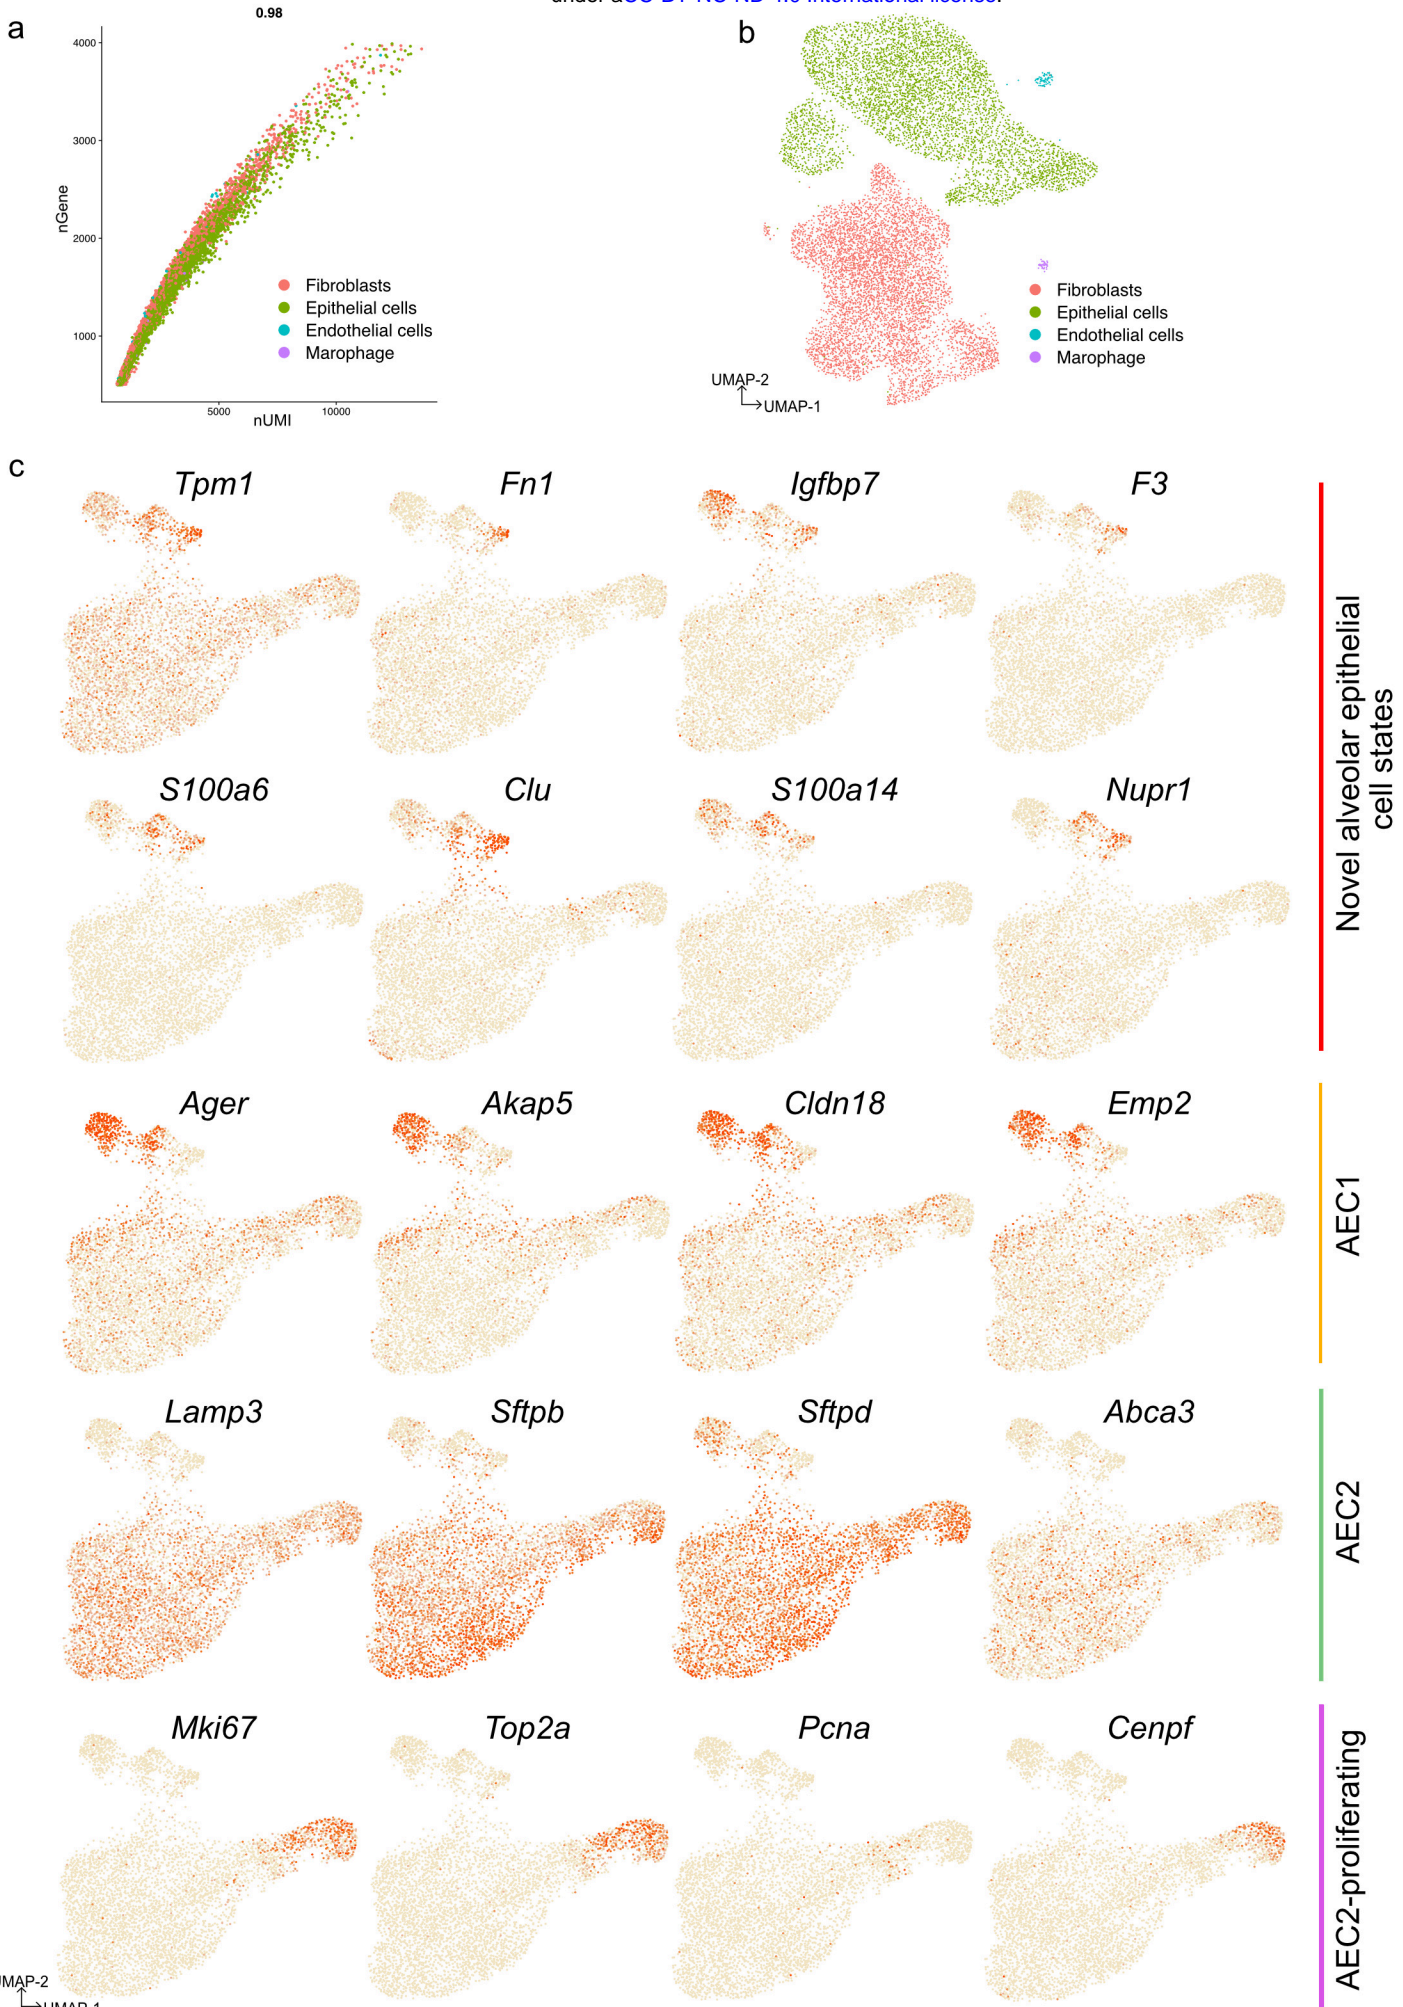 a
0.98
4000
3000
2000
1000
nGene
5000
10000
nUMI
Fibroblasts
Epithelial cells
Endothelial cells
Marophage
b
Fibroblasts
Epithelial cells
Endothelial cells
Marophage
UMAP-2
UMAP-1
c
Tpm1
Fn1
Igfbp7
F3
S100a6
Clu
S100a14
Nupr1
Novel alveolar epithelial
cell states
Ager
Akap5
Cldn18
Emp2
AEC1
Lamp3
Sftpb
Sftpd
Abca3
AEC2
Mki67
Top2a
Pcna
Cenpf
AEC2-proliferating